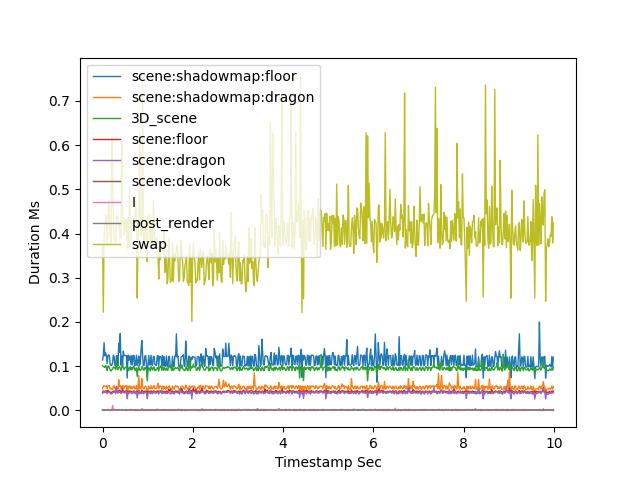 0.7
0.6
0.5
0.4
0.3
0.2
0.1
0.0
Duration Ms
scene:shadowmap:floor
scene:shadowmap:dragon
3D_scene
scene:floor
scene:dragon
scene:devlook
I
post_render
swap
0 2 4 6 8 10
Timestamp Sec